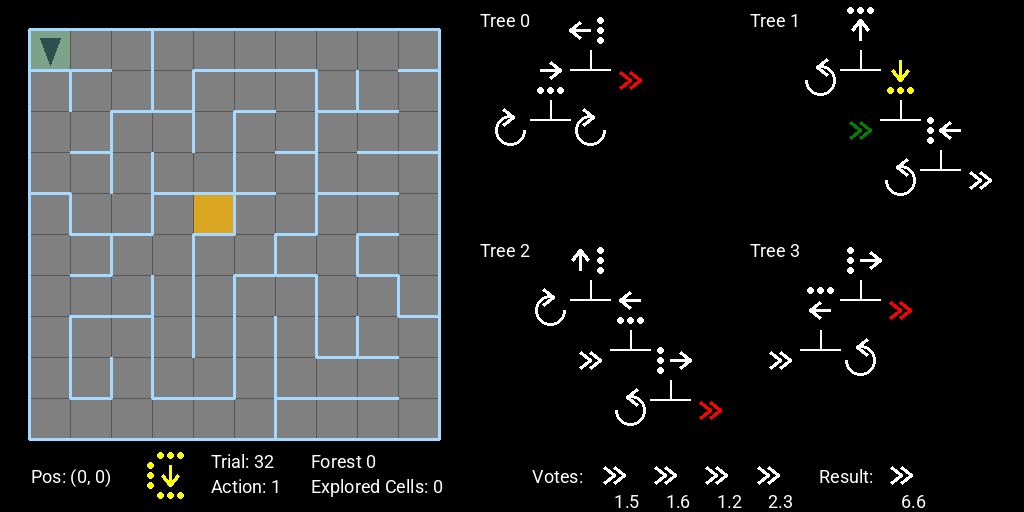 Tree 0
Tree 1
Tree 2
Tree 3
Pos: (0, 0)
Trial: 32
Forest 0
Action: 1
Explored Cells: 0
Votes:
1.5
1.6
1.2
2.3
Result:
6.6